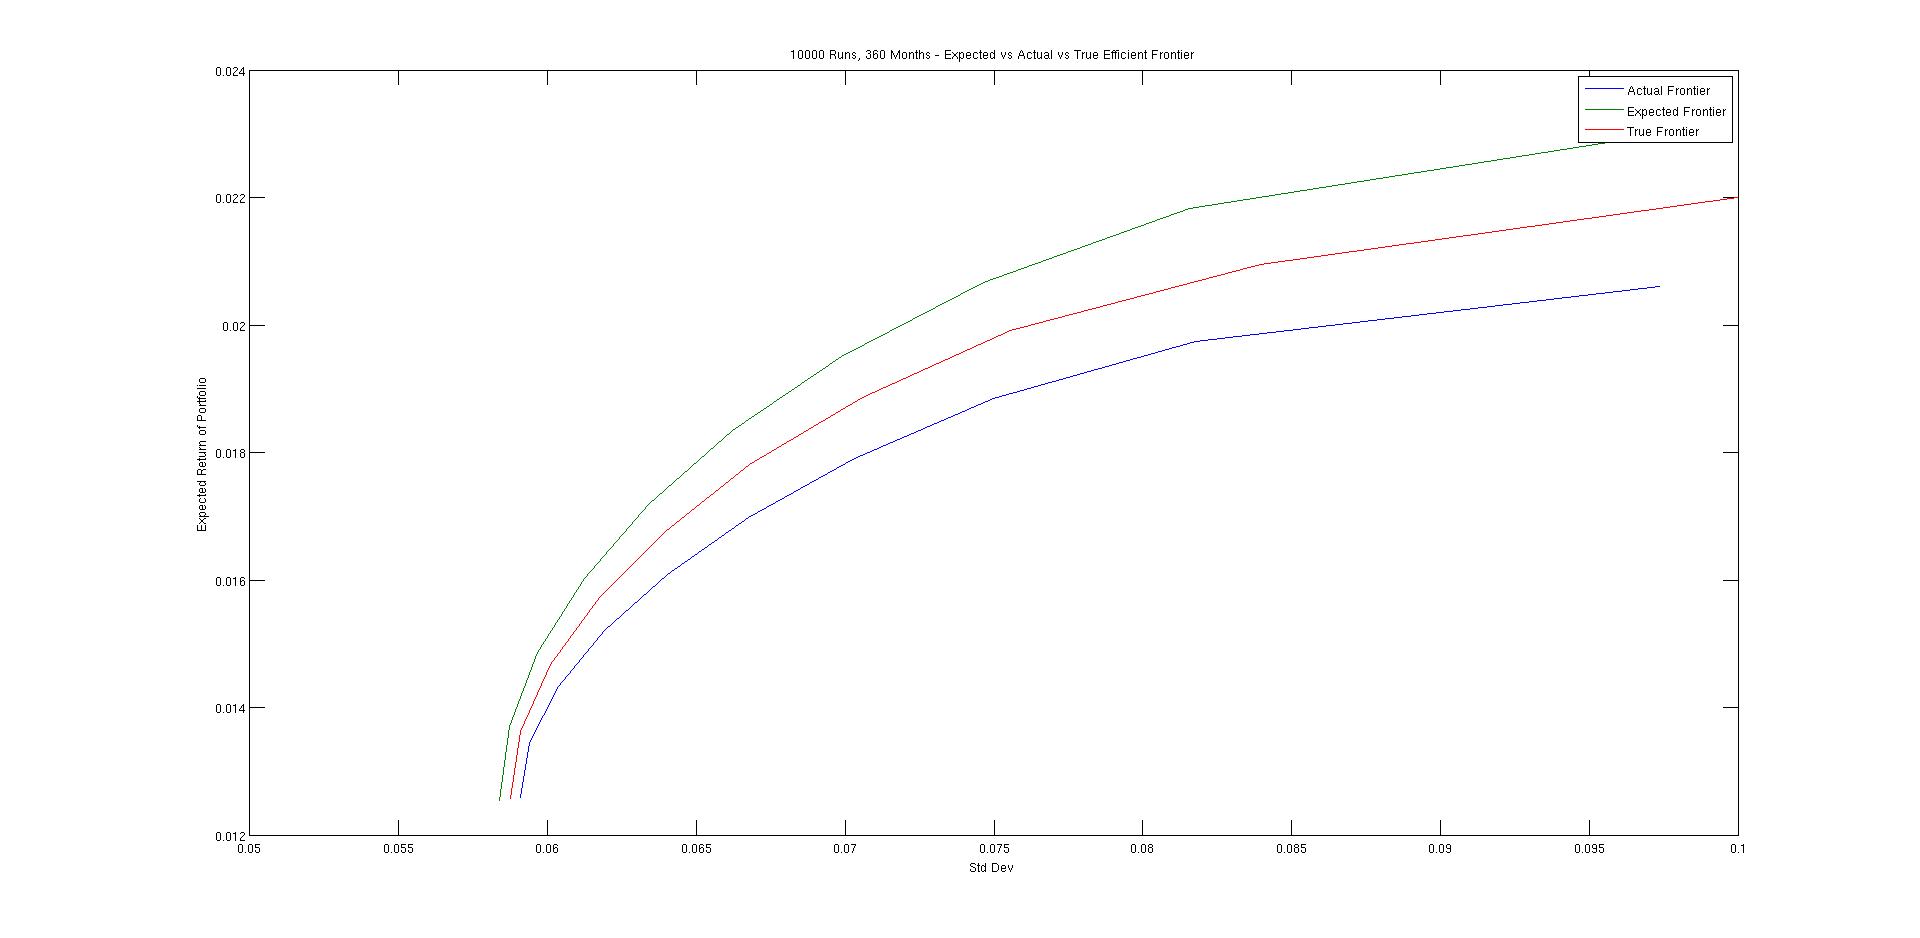 10000 Runs, 360 Months - Expected vs Actual vs True Efficient Frontier
Actual Frontier
Expected Frontier
True Frontier
Expected Return of Portfolio
0.024
0.022
0.02
0.018
0.016
0.014
0.012
0.05 0.055 0.06 0.065 0.07 0.075 0.08 0.085 0.09 0.095 0.1
Std Dev